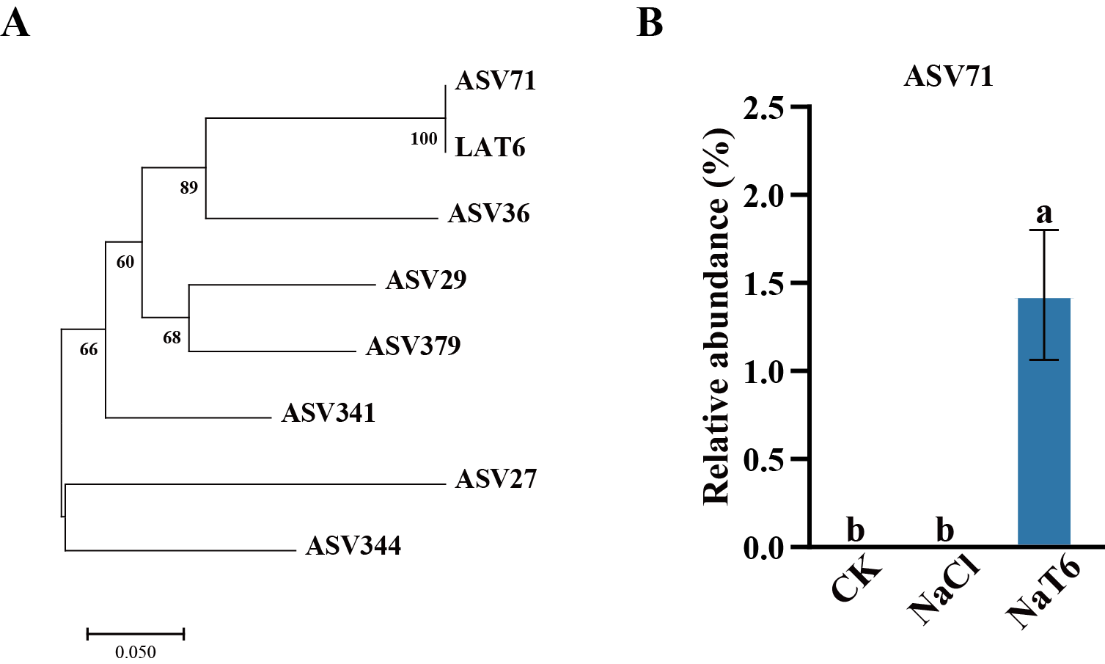 A
ASV71
100
LAT6
89
ASV36
60
ASV29
68
66
ASV379
ASV341
ASV27
ASV344
0.050
B
ASV71
Relative abundance (%)
2.5
2.0
1.5
1.0
0.5
0.0
b
b
a
CK
NaCl
NaT6